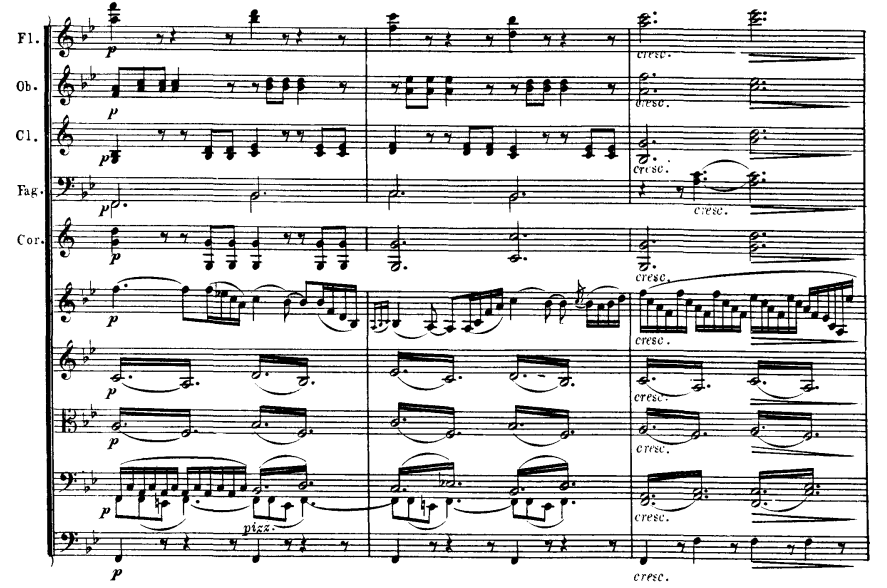 Fl. p cresc.
Ob. p cresc.
Cl. p cresc.
Fag. p cresc.
Cor. p cresc.
p cresc.
p cresc.
p cresc.
p pizz. cresc.
p cresc.